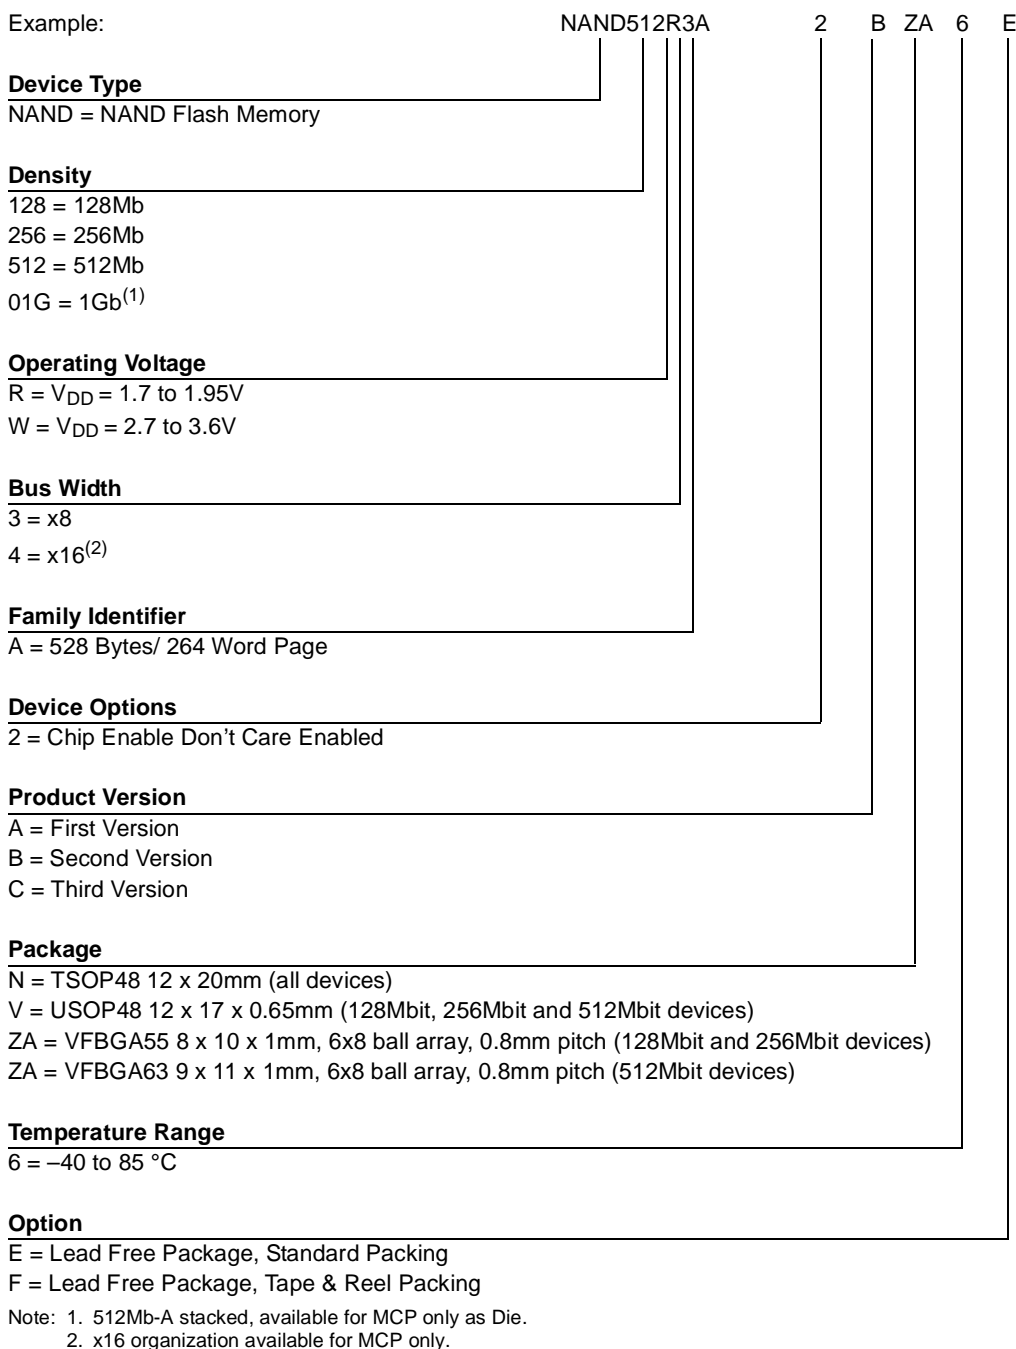 Example: NAND512R3A 2 B ZA 6 E
Device Type
NAND = NAND Flash Memory
Density
128 = 128Mb
256 = 256Mb
512 = 512Mb
01G = 1Gb(1)
Operating Voltage
R = VDD = 1.7 to 1.95V
W = VDD = 2.7 to 3.6V
Bus Width
3 = x8
4 = x16(2)
Family Identifier
A = 528 Bytes/ 264 Word Page
Device Options
2 = Chip Enable Don’t Care Enabled
Product Version
A = First Version
B = Second Version
C = Third Version
Package
N = TSOP48 12 x 20mm (all devices)
V = USOP48 12 x 17 x 0.65mm (128Mbit, 256Mbit and 512Mbit devices)
ZA = VFBGA55 8 x 10 x 1mm, 6x8 ball array, 0.8mm pitch (128Mbit and 256Mbit devices)
ZA = VFBGA63 9 x 11 x 1mm, 6x8 ball array, 0.8mm pitch (512Mbit devices)
Temperature Range
6 = –40 to 85 °C
Option
E = Lead Free Package, Standard Packing
F = Lead Free Package, Tape & Reel Packing
Note: 1. 512Mb-A stacked, available for MCP only as Die.
2. x16 organization available for MCP only.